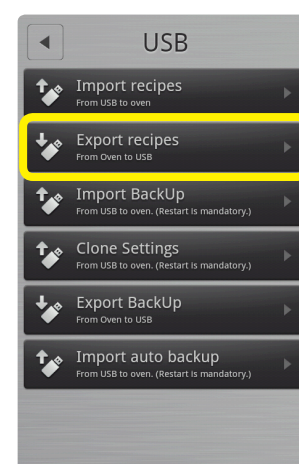 USB
Import recipes
From USB to oven
Export recipes
From Oven to USB
Import BackUp
From USB to oven. (Restart is mandatory.)
Clone Settings
From USB to oven. (Restart is mandatory.)
Export BackUp
From Oven to USB
Import auto backup
From USB to oven. (Restart is mandatory.)